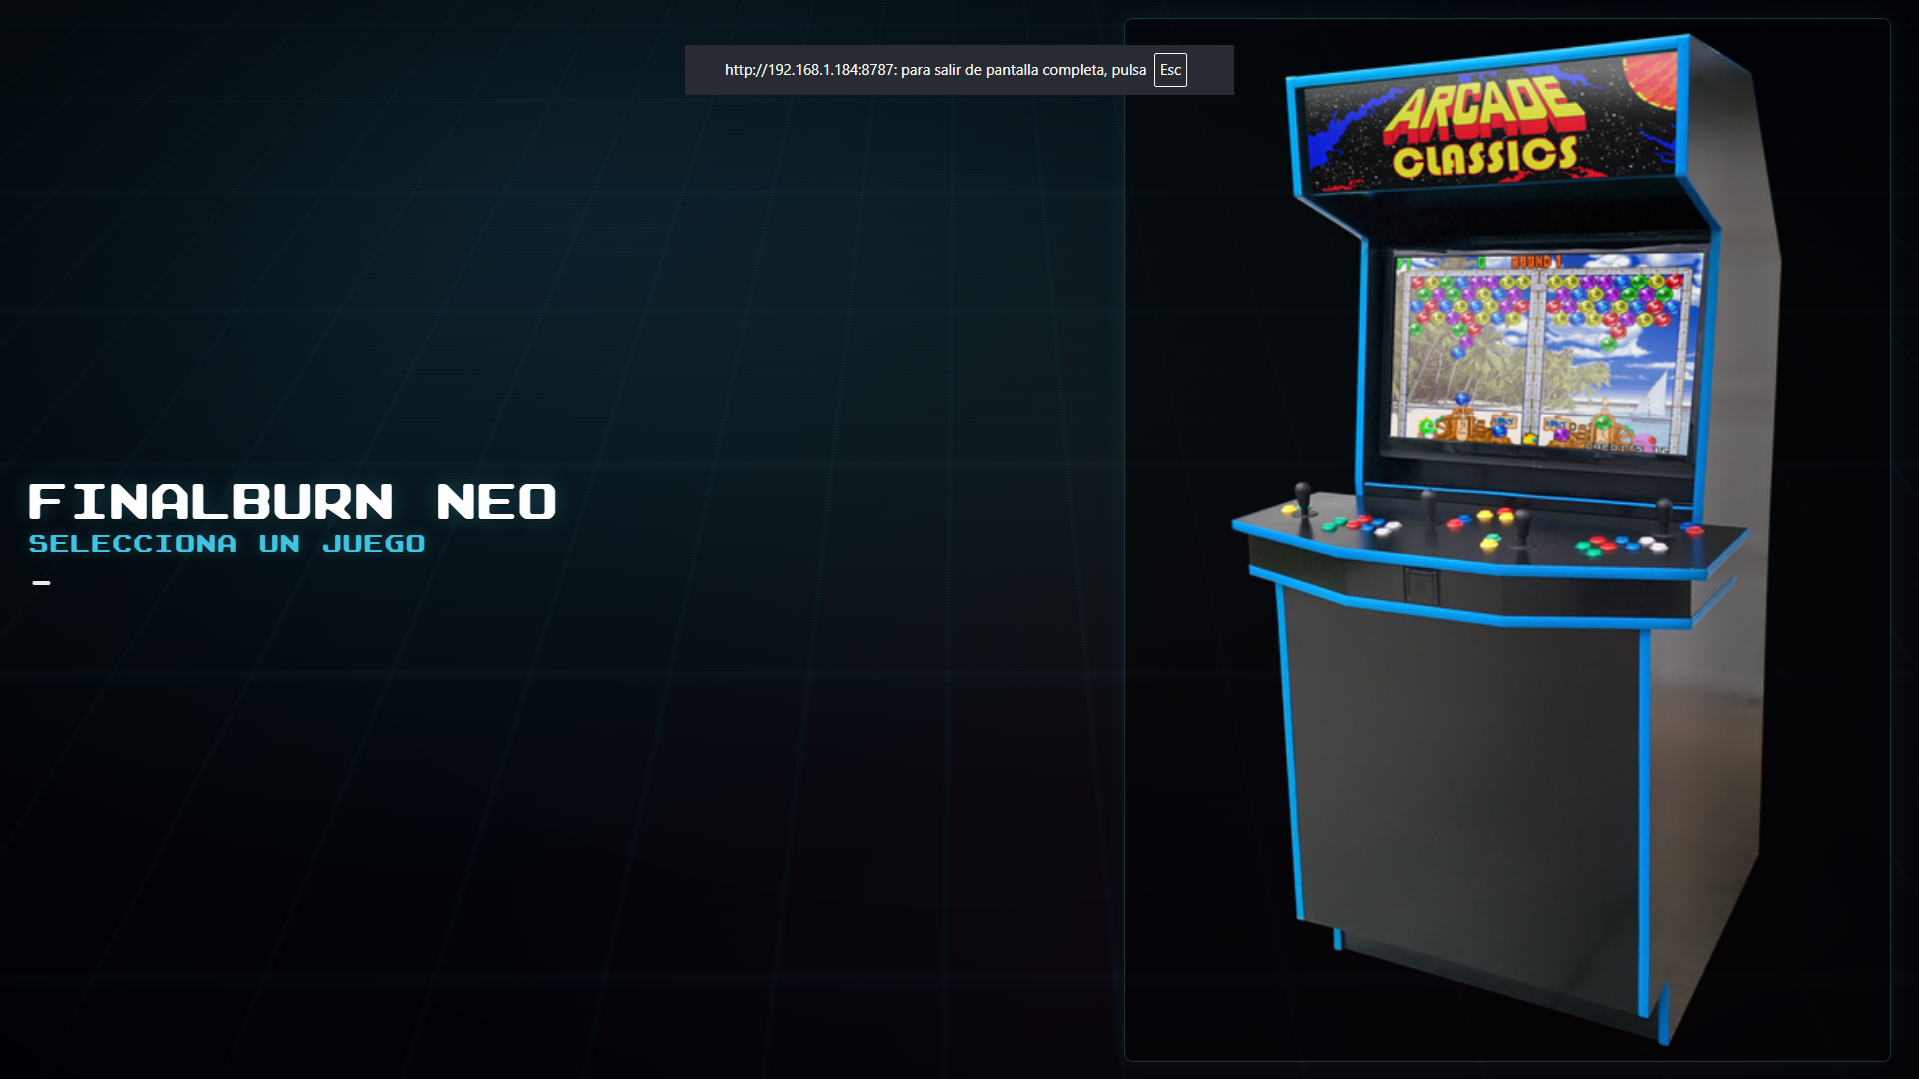 http://192.168.1.184:8787: para salir de pantalla completa, pulsa Esc
ARCADE
CLASSICS
ROUND 1
FINALBURN NEO
SELECCIONA UN JUEGO